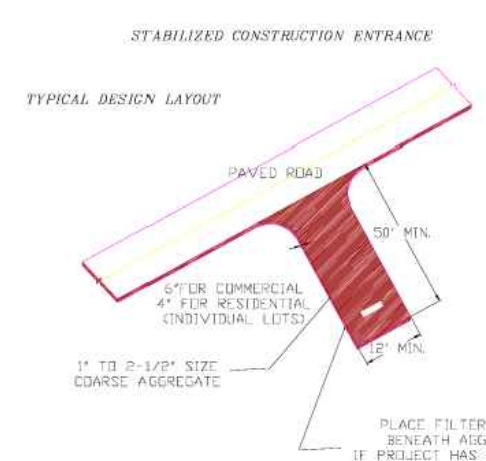 STABILIZED CONSTRUCTION ENTRANCE
TYPICAL DESIGN LAYOUT
PAVED ROAD
50' MIN.
6"FOR COMMERCIAL
4" FOR RESIDENTIAL
(INDIVIDUAL LOTS)
12' MIN.
1" TO 2-1/2" SIZE
COARSE AGGREGATE
PLACE FILTER
BENEATH AGG
IF PROJECT HAS